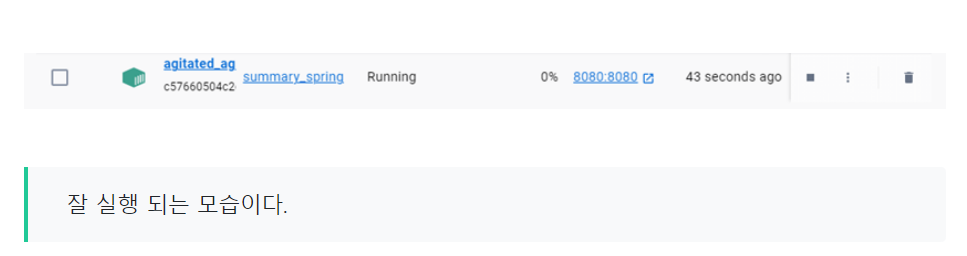 agitated_ag
c57660504c2 summary_spring Running 0% 8080:8080 43 seconds ago
잘 실행 되는 모습이다.